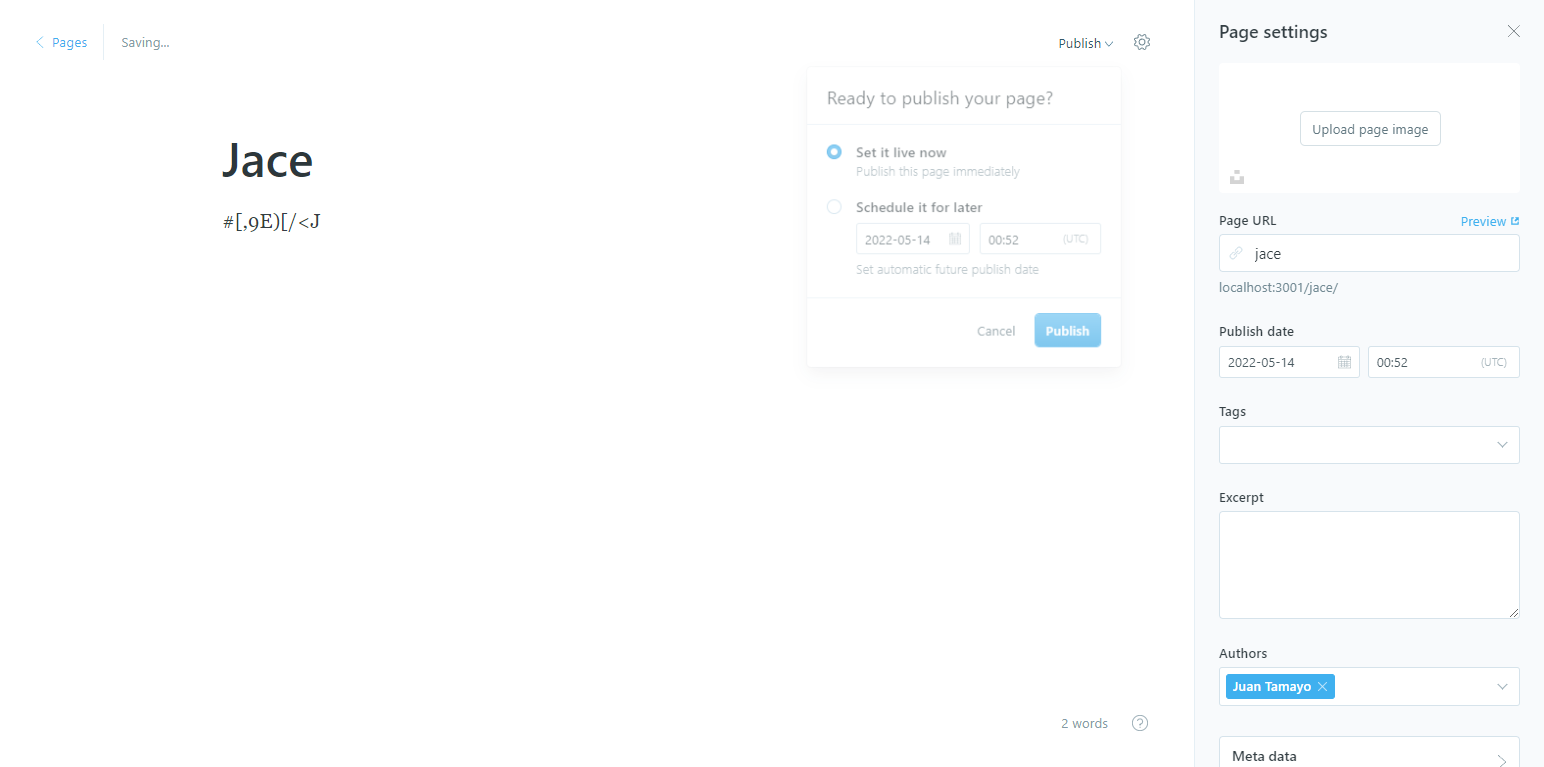 Pages
Saving...
Publish
Jace
#[,9E)[/<J
Ready to publish your page?
Set it live now
Publish this page immediately
Schedule it for later
2022-05-14 00:52 (UTC)
Set automatic future publish date
Cancel Publish
2 words
Page settings
Upload page image
Page URL Preview
jace
localhost:3001/jace/
Publish date
2022-05-14 00:52 (UTC)
Tags
Excerpt
Authors
Juan Tamayo
Meta data